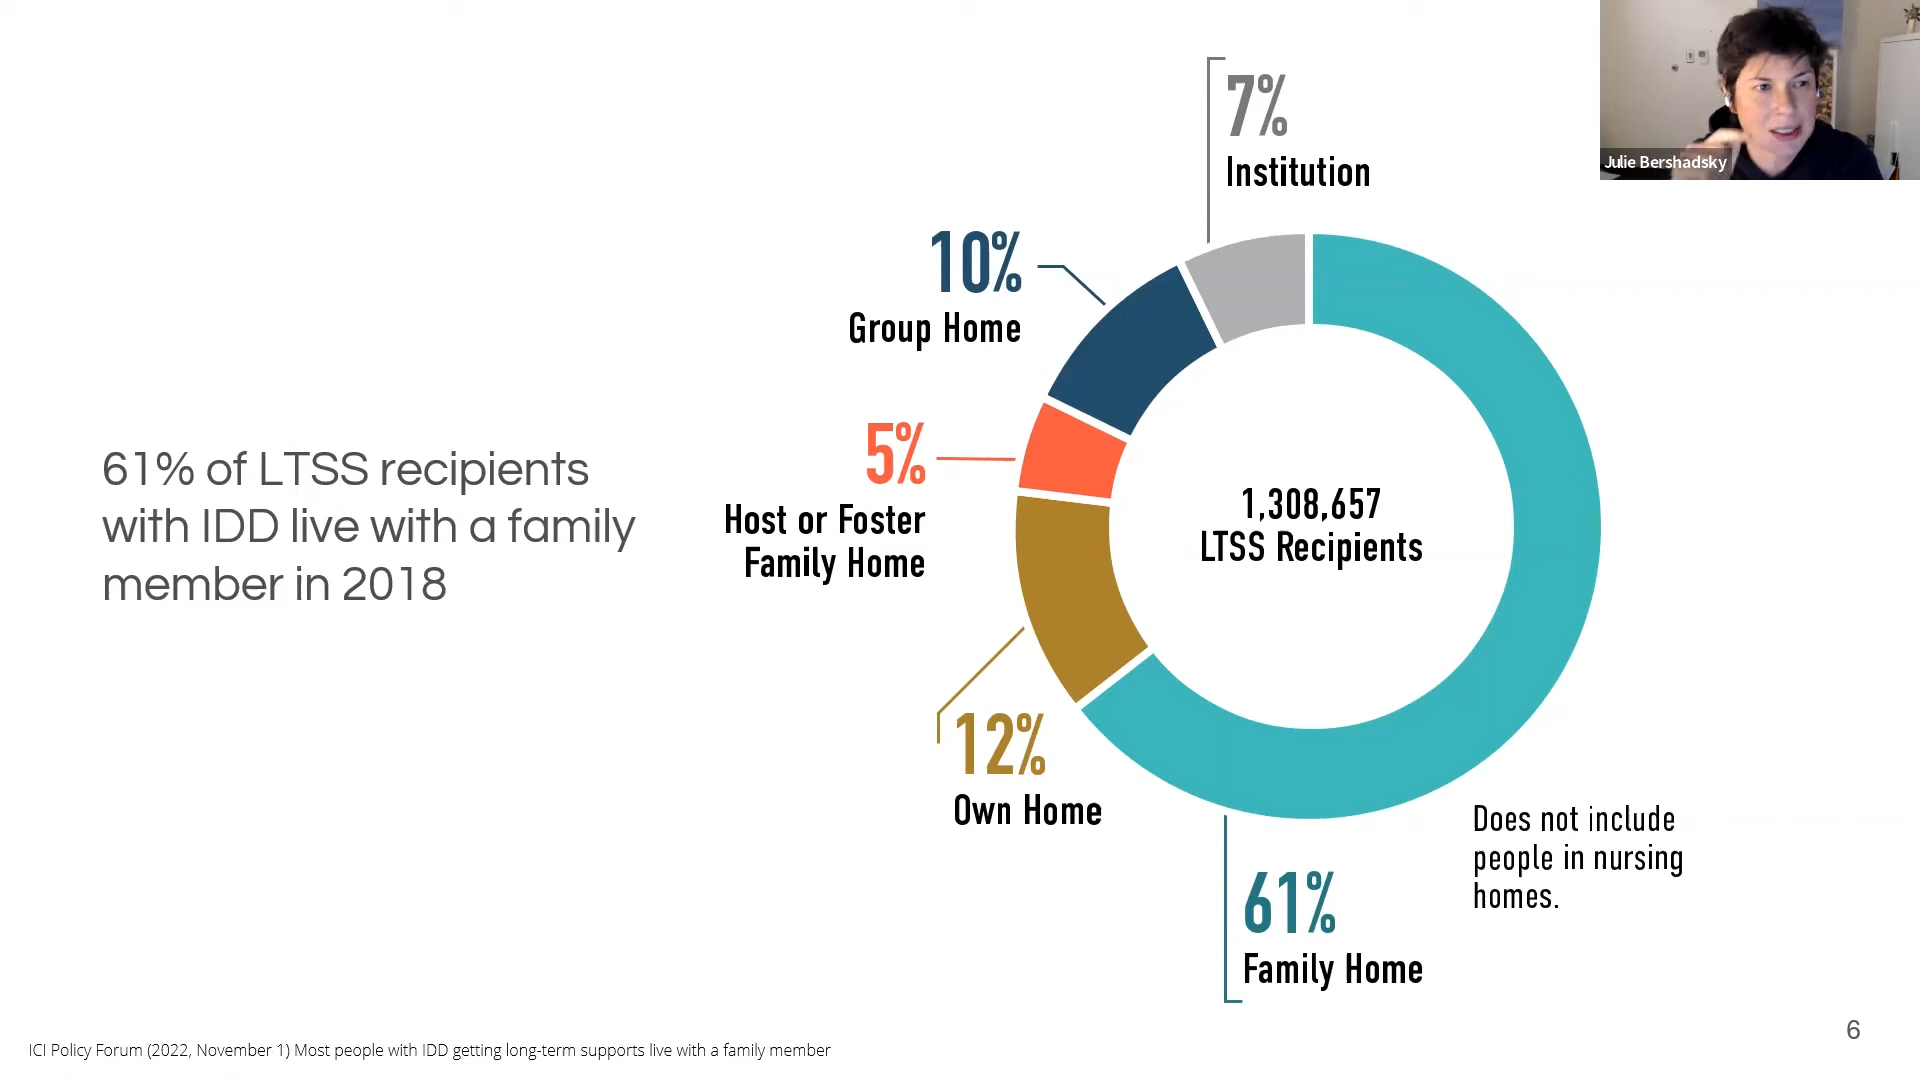 7%
Institution
Julie Bershadsky
10%
Group Home
5%
Host or Foster
Family Home
61% of LTSS recipients
with IDD live with a family
member in 2018
1,308,657
LTSS Recipients
12%
Own Home
Does not include
people in nursing
homes.
61%
Family Home
6
ICI Policy Forum (2022, November 1) Most people with IDD getting long-term supports live with a family member